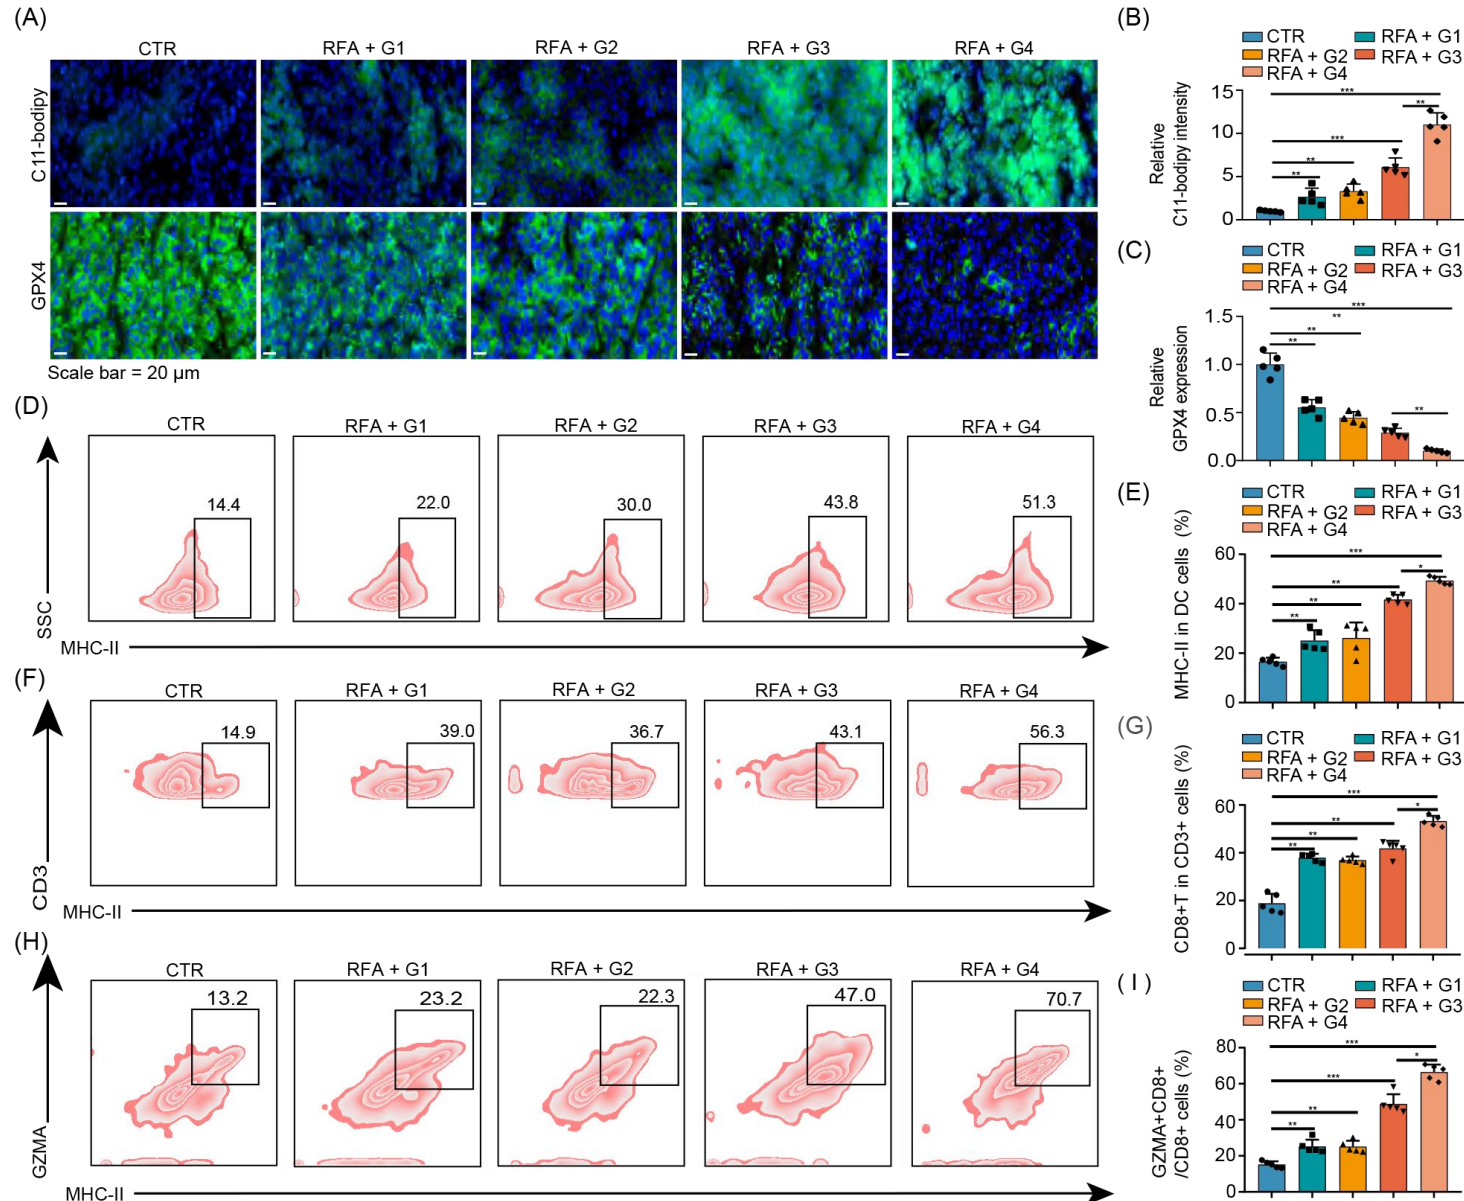 (A)
CTR RFA + G1 RFA + G2 RFA + G3 RFA + G4
C11-bodipy
GPX4
Scale bar = 20 µm
(B)
CTR RFA + G1
RFA + G2 RFA + G3
RFA + G4
Relative
C11-bodipy intensity
15
10
5
0
** ** *** *** **
(C)
CTR RFA + G1
RFA + G2 RFA + G3
RFA + G4
Relative
GPX4 expression
1.5
1.0
0.5
0.0
*** ** ** ** **
(D)
CTR RFA + G1 RFA + G2 RFA + G3 RFA + G4
14.4 22.0 30.0 43.8 51.3
SSC
MHC-II
(E)
CTR RFA + G1
RFA + G2 RFA + G3
RFA + G4
MHC-II in DC cells (%)
60
40
20
0
*** * ** ** **
(F)
CTR RFA + G1 RFA + G2 RFA + G3 RFA + G4
14.9 39.0 36.7 43.1 56.3
CD3
MHC-II
(G)
CTR RFA + G1
RFA + G2 RFA + G3
RFA + G4
CD8+T in CD3+ cells (%)
60
40
20
0
*** * ** ** **
(H)
CTR RFA + G1 RFA + G2 RFA + G3 RFA + G4
13.2 23.2 22.3 47.0 70.7
GZMA
MHC-II
( I )
CTR RFA + G1
RFA + G2 RFA + G3
RFA + G4
GZMA+CD8+
/CD8+ cells (%)
80
60
40
20
0
*** * *** ** **